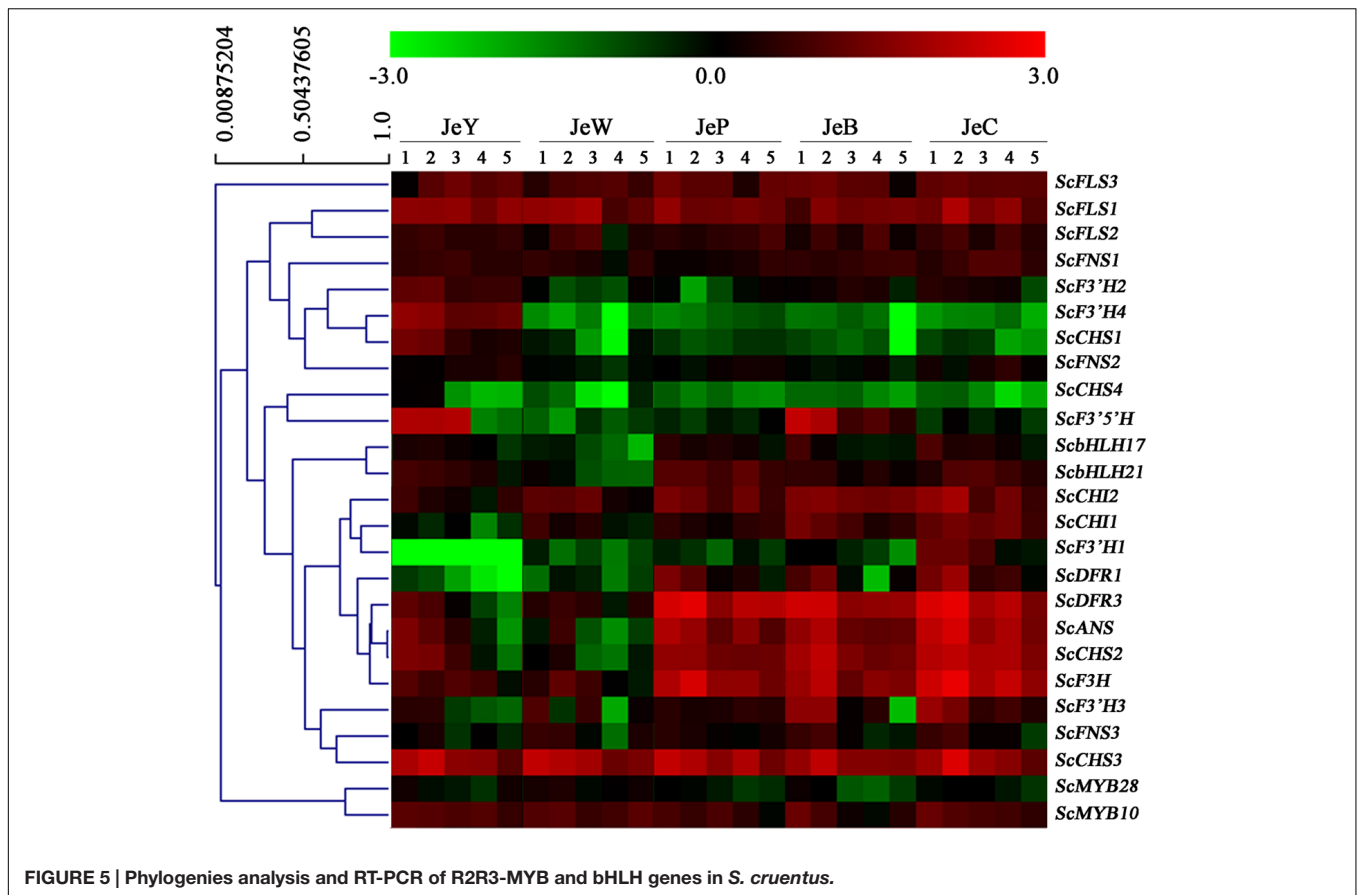 -3.0 0.0 3.0
0.00875204
0.50437605
1.0
JeY JeW JeP JeB JeC
1 2 3 4 5 1 2 3 4 5 1 2 3 4 5 1 2 3 4 5 1 2 3 4 5
ScFLS3
ScFLS1
ScFLS2
ScFNS1
ScF3’H2
ScF3’H4
ScCHS1
ScFNS2
ScCHS4
ScF3’5’H
ScbHLH17
ScbHLH21
ScCHI2
ScCHI1
ScF3’H1
ScDFR1
ScDFR3
ScANS
ScCHS2
ScF3H
ScF3’H3
ScFNS3
ScCHS3
ScMYB28
ScMYB10
FIGURE 5 | Phylogenies analysis and RT-PCR of R2R3-MYB and bHLH genes in S. cruentus.